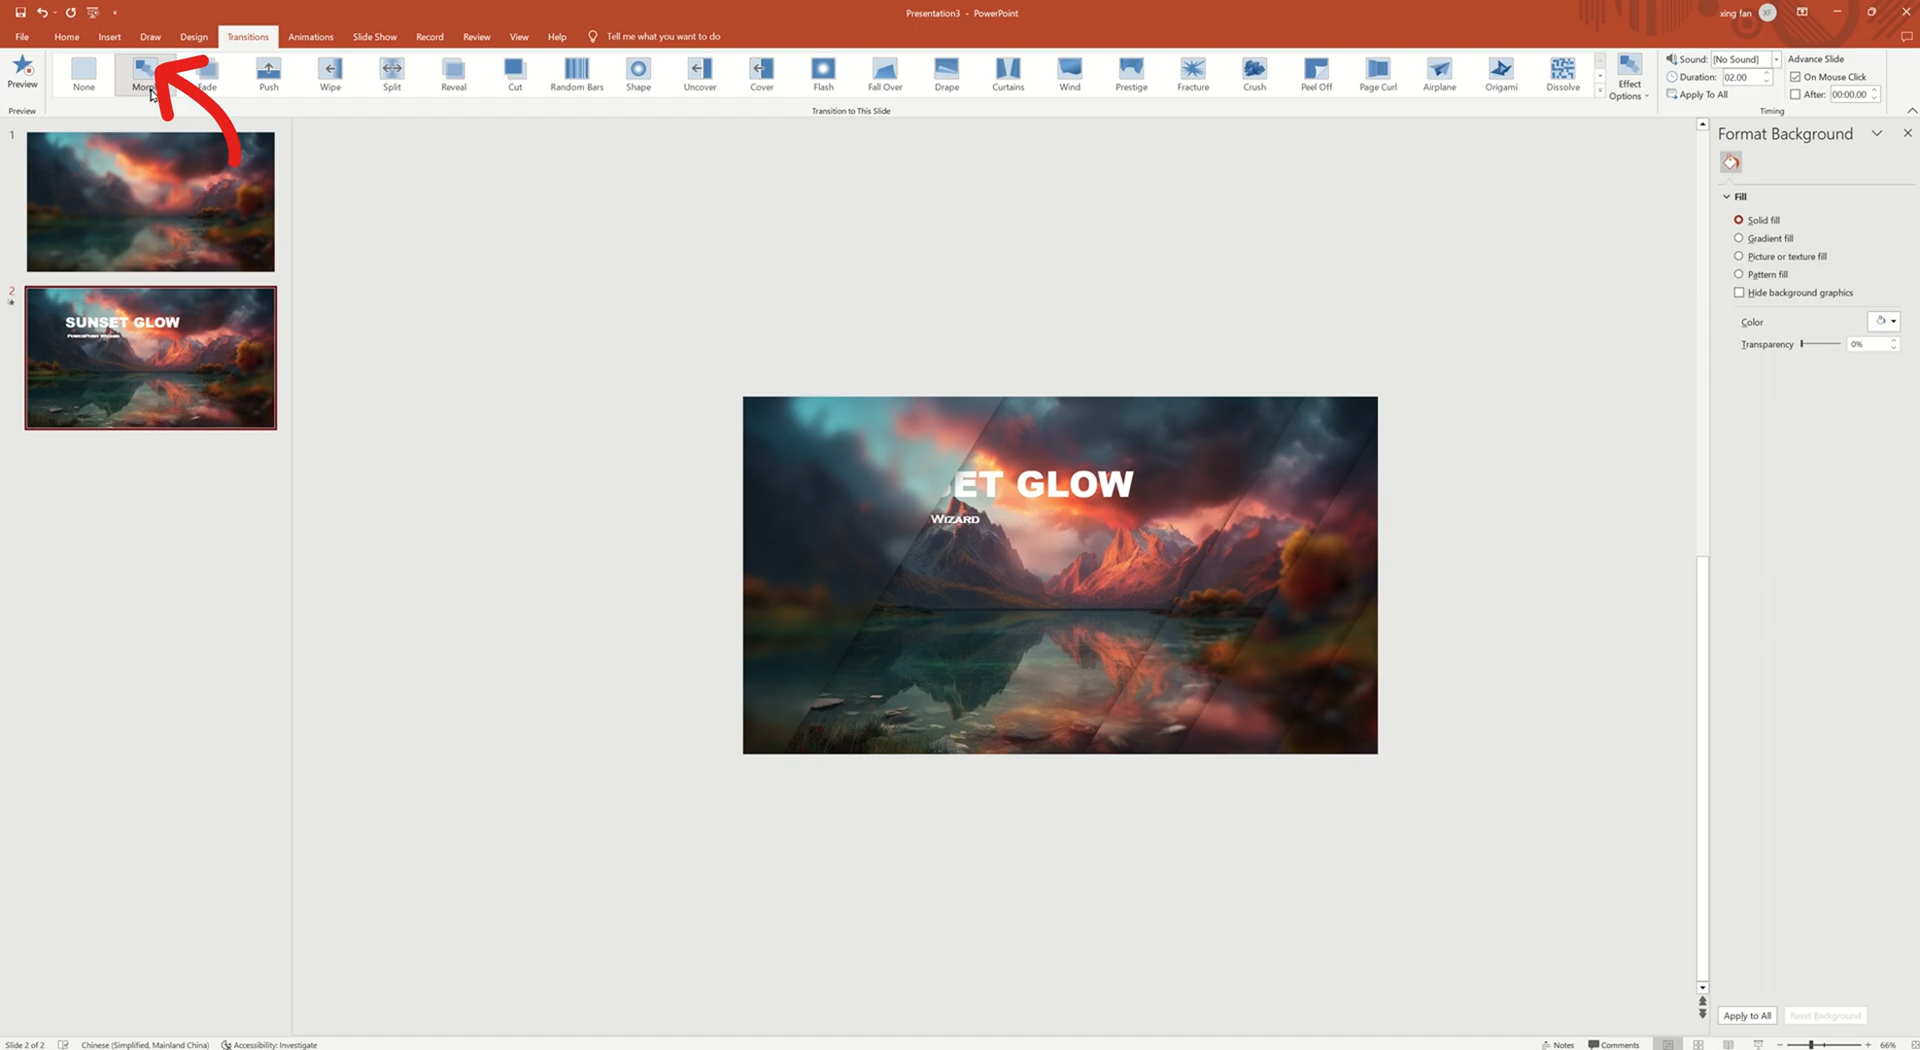 Presentation3 - PowerPoint
xing fan
XF
File Home Insert Draw Design Transitions Animations Slide Show Record Review View Help Tell me what you want to do
Preview
None
Fade
Push
Wipe
Split
Reveal
Cut
Random Bars
Shape
Uncover
Cover
Flash
Fall Over
Drape
Curtains
Wind
Prestige
Fracture
Crush
Peel Off
Page Curl
Airplane
Origami
Dissolve
Effect
Options
Sound: [No Sound]
Duration: 02.00
Apply To All
Advance Slide
On Mouse Click
After: 00:00.00
Preview
Transition to This Slide
Timing
1
2
SUNSET GLOW
PowerPoint Wizard
ET GLOW
WIZARD
Format Background
Fill
Solid fill
Gradient fill
Picture or texture fill
Pattern fill
Hide background graphics
Color
Transparency 0%
Apply to All
Reset Background
Slide 2 of 2
Chinese (Simplified, Mainland China)
Accessibility: Investigate
Notes
Comments
66%